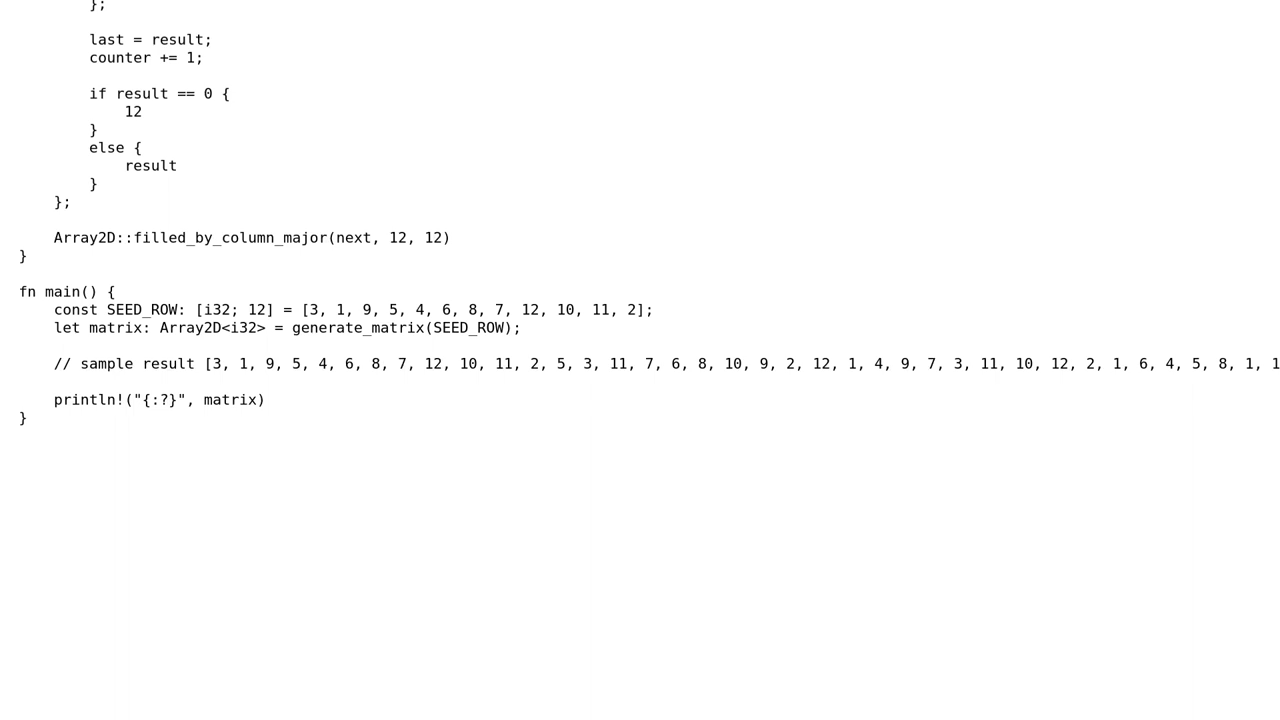 };

        last = result;
        counter += 1;

        if result == 0 {
            12
        }
        else {
            result
        }
    };

    Array2D::filled_by_column_major(next, 12, 12)
}

fn main() {
    const SEED_ROW: [i32; 12] = [3, 1, 9, 5, 4, 6, 8, 7, 12, 10, 11, 2];
    let matrix: Array2D<i32> = generate_matrix(SEED_ROW);

    // sample result [3, 1, 9, 5, 4, 6, 8, 7, 12, 10, 11, 2, 5, 3, 11, 7, 6, 8, 10, 9, 2, 12, 1, 4, 9, 7, 3, 11, 10, 12, 2, 1, 6, 4, 5, 8, 1, 1

    println!("{:?}", matrix)
}